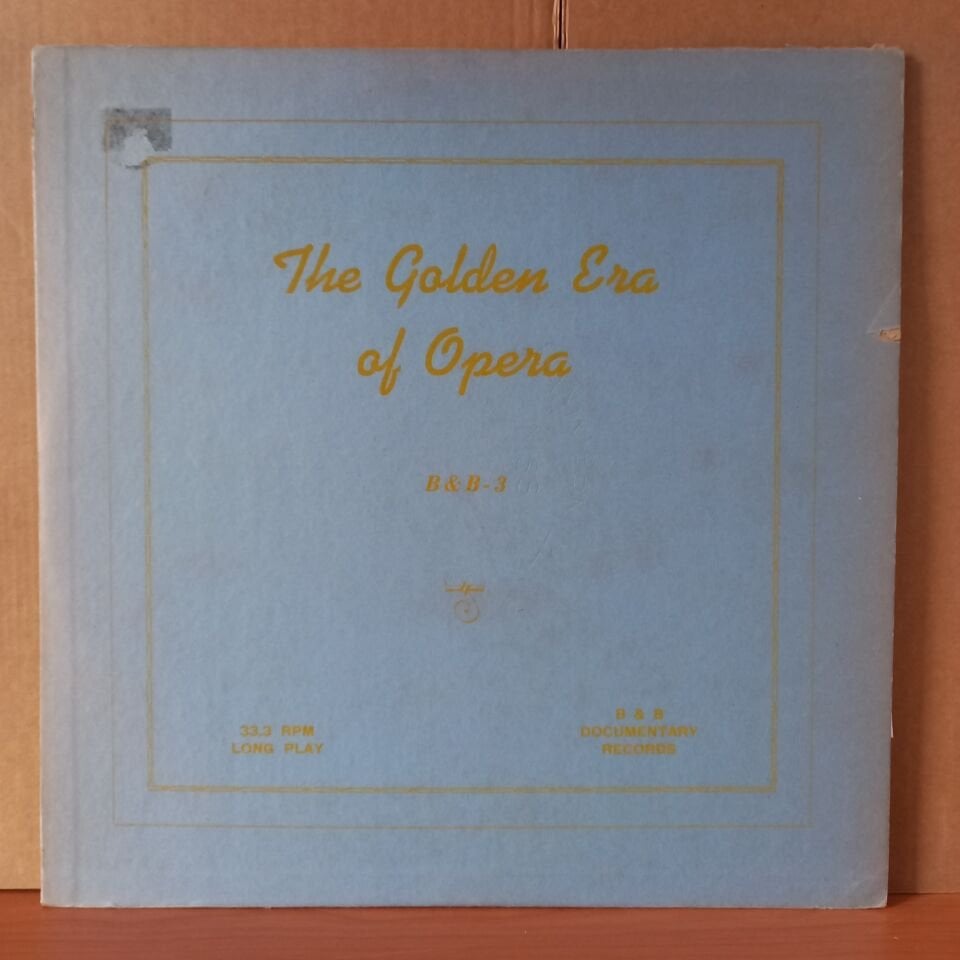 The Golden Era
of Opera
B&B-3
33.3 RPM
LONG PLAY
B & B
DOCUMENTARY
RECORDS